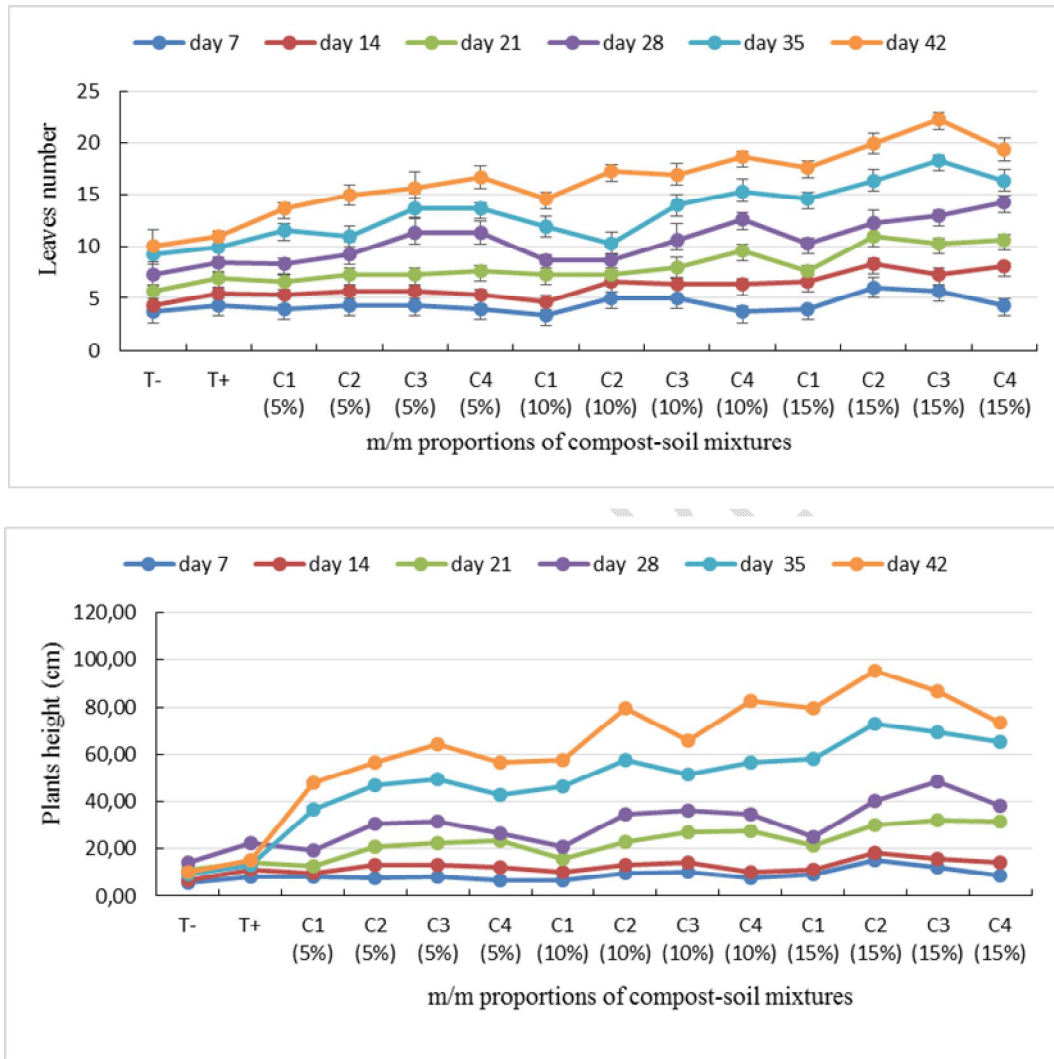 day 7 day 14 day 21 day 28 day 35 day 42
Leaves number
25
20
15
10
5
0
T- T+ C1 C2 C3 C4 C1 C2 C3 C4 C1 C2 C3 C4
(5%) (5%) (5%) (5%) (10%) (10%) (10%) (10%) (15%) (15%) (15%) (15%)
m/m proportions of compost-soil mixtures
day 7 day 14 day 21 day 28 day 35 day 42
Plants height (cm)
120,00
100,00
80,00
60,00
40,00
20,00
0,00
T- T+ C1 C2 C3 C4 C1 C2 C3 C4 C1 C2 C3 C4
(5%) (5%) (5%) (5%) (10%) (10%) (10%) (10%) (15%) (15%) (15%) (15%)
m/m proportions of compost-soil mixtures